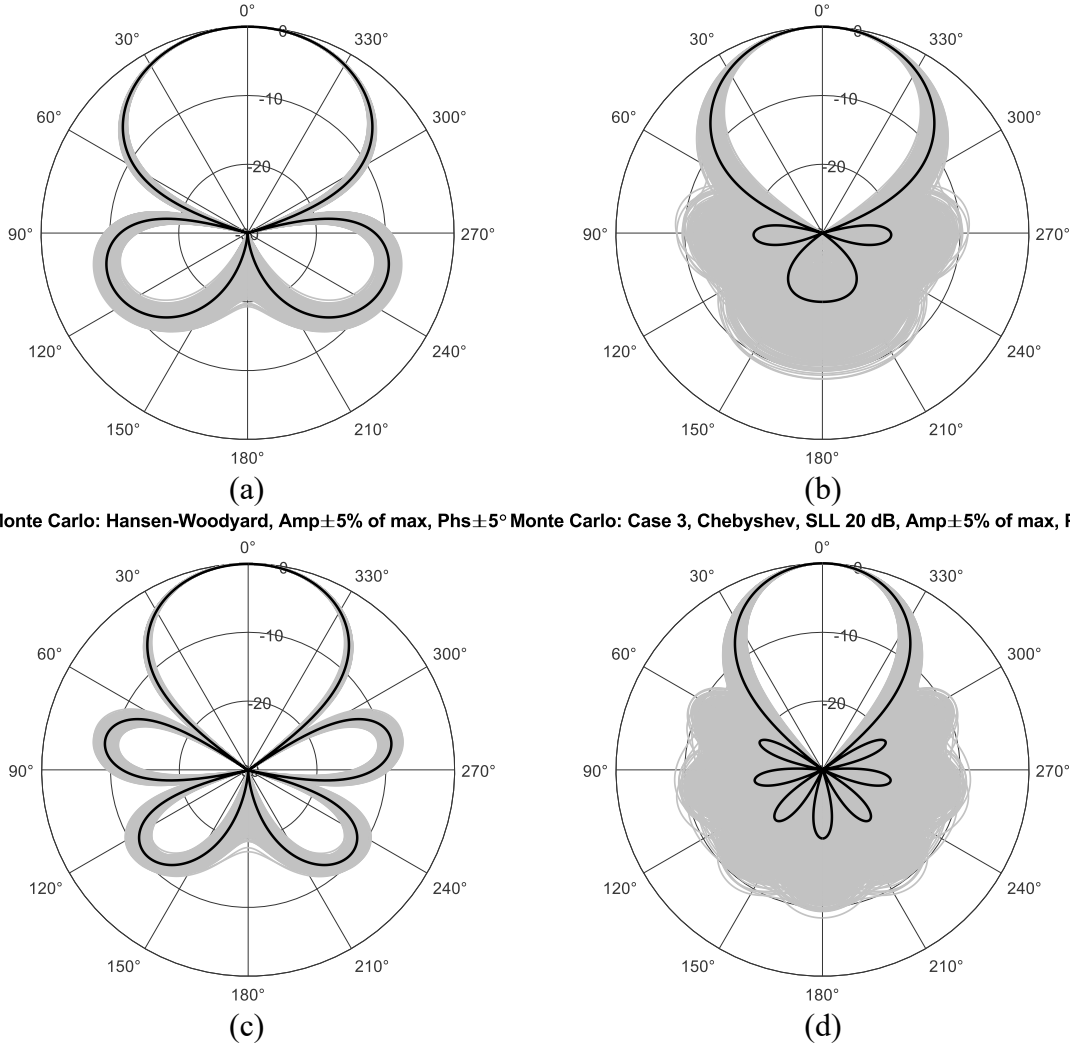 0° 0°
30° 0 330° 30° 0 330°
-10 -10
60° 300° 60° 300°
-20 -20
90° 270° 90° 270°
120° 240° 120° 240°
150° 210° 150° 210°
180° 180°
(a) (b)
Monte Carlo: Hansen-Woodyard, Amp±5% of max, Phs±5° Monte Carlo: Case 3, Chebyshev, SLL 20 dB, Amp±5% of max,
0° 0°
30° 0 330° 30° 0 330°
-10 -10
60° 300° 60° 300°
-20 -20
90° 270° 90° 270°
120° 240° 120° 240°
150° 210° 150° 210°
180° 180°
(c) (d)